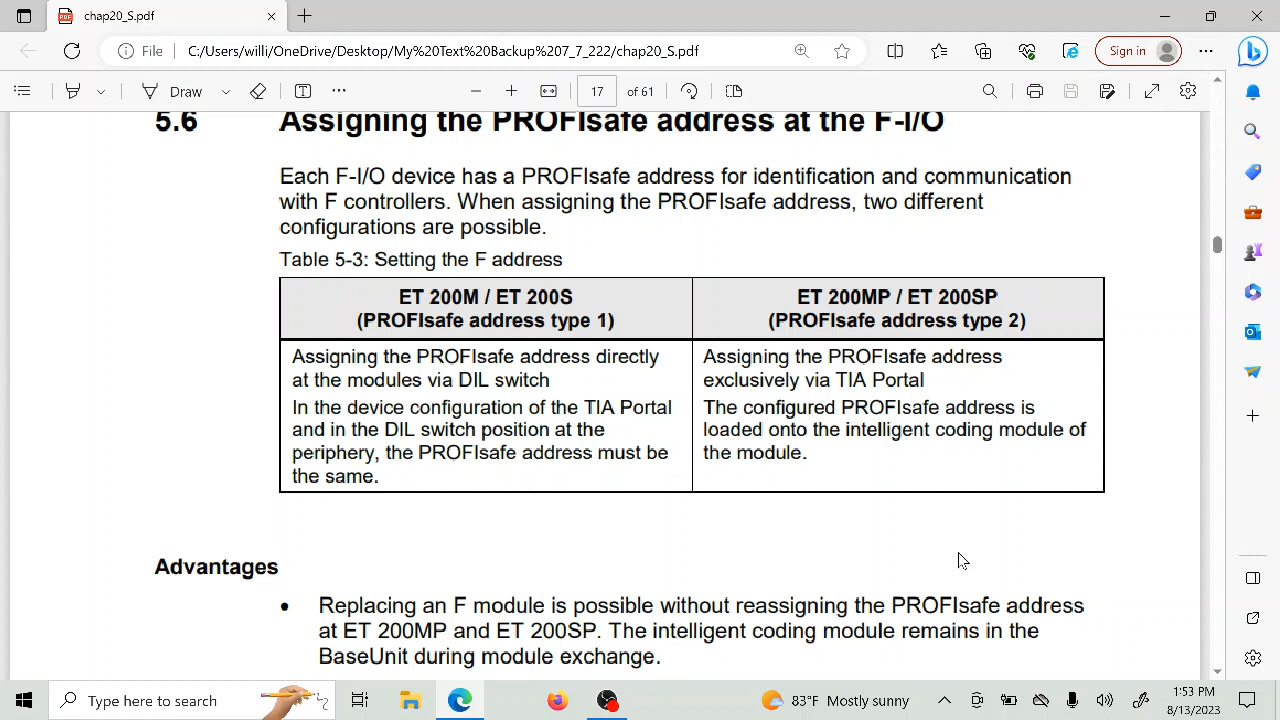 chap20_S.pdf
File
C:/Users/willi/OneDrive/Desktop/My%20Text%20Backup%207_7_222/chap20_S.pdf
Sign in
Draw
17
of 61
5.6 Assigning the PROFIsafe address at the F-I/O
Each F-I/O device has a PROFIsafe address for identification and communication
with F controllers. When assigning the PROFIsafe address, two different
configurations are possible.
Table 5-3: Setting the F address
ET 200M / ET 200S
(PROFIsafe address type 1)
ET 200MP / ET 200SP
(PROFIsafe address type 2)
Assigning the PROFIsafe address directly
at the modules via DIL switch
In the device configuration of the TIA Portal
and in the DIL switch position at the
periphery, the PROFIsafe address must be
the same.
Assigning the PROFIsafe address
exclusively via TIA Portal
The configured PROFIsafe address is
loaded onto the intelligent coding module of
the module.
Advantages
• Replacing an F module is possible without reassigning the PROFIsafe address
at ET 200MP and ET 200SP. The intelligent coding module remains in the
BaseUnit during module exchange.
Type here to search
83°F Mostly sunny
1:53 PM
8/13/2023